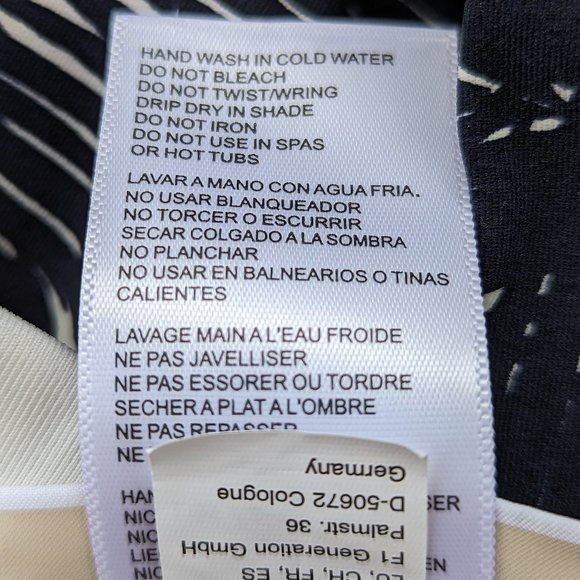 HAND WASH IN COLD WATER
DO NOT BLEACH
DO NOT TWIST/WRING
DRIP DRY IN SHADE
DO NOT IRON
DO NOT USE IN SPAS
OR HOT TUBS
LAVAR A MANO CON AGUA FRIA.
NO USAR BLANQUEADOR
NO TORCER O ESCURRIR
SECAR COLGADO A LA SOMBRA
NO PLANCHAR
NO USAR EN BALNEARIOS O TINAS
CALIENTES
LAVAGE MAIN A L'EAU FROIDE
NE PAS JAVELLISER
NE PAS ESSORER OU TORDRE
SECHER A PLAT A L'OMBRE
NE PAS REPASSER
NE
CH, FR, ES
F1 Generation GmbH
Palmstr. 36
D-50672 Cologne
Germany